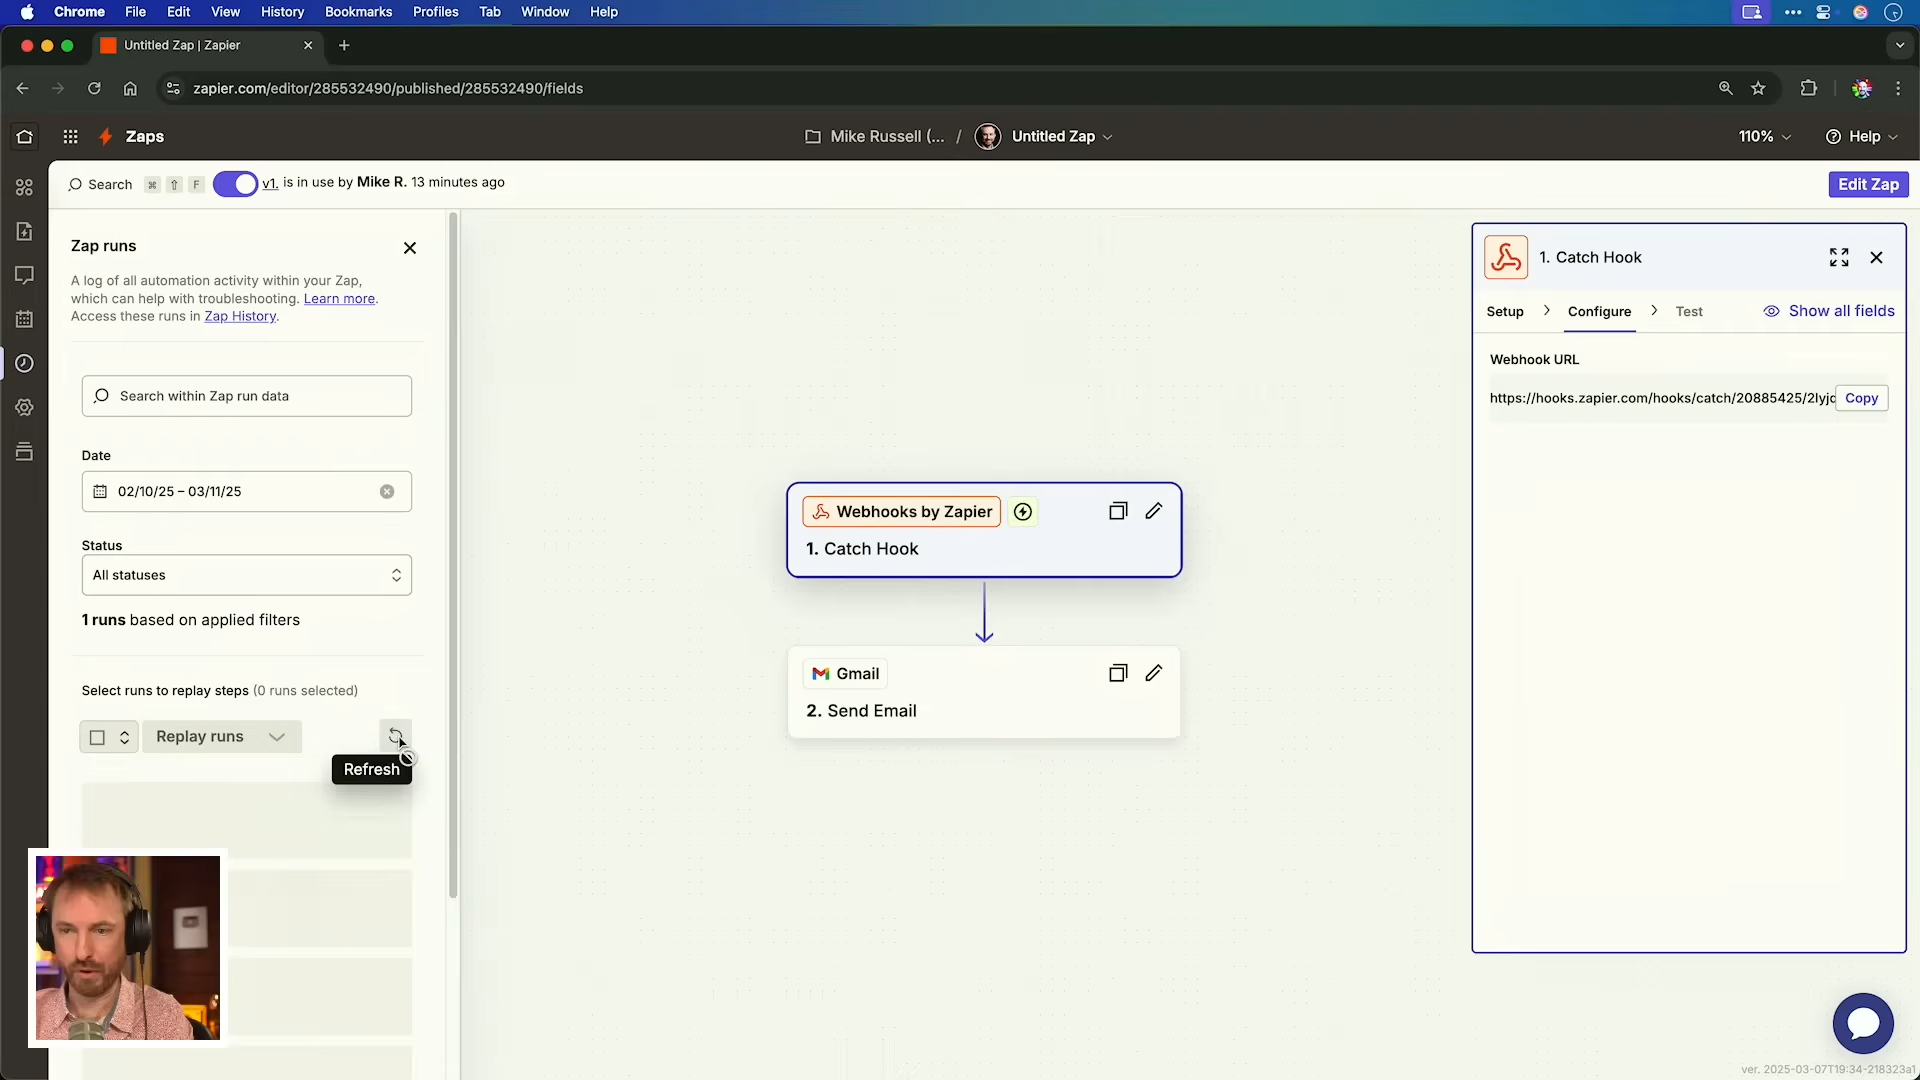 Chrome File Edit View History Bookmarks Profiles Tab Window Help
Untitled Zap | Zapier
zapier.com/editor/285532490/published/285532490/fields
Zaps
Mike Russell (... / Untitled Zap
110%
Help
Search ⌘ ⇧ F
v1. is in use by Mike R. 13 minutes ago
Edit Zap
Zap runs
A log of all automation activity within your Zap,
which can help with troubleshooting. Learn more.
Access these runs in Zap History.
Search within Zap run data
Date
02/10/25 – 03/11/25
Status
All statuses
1 runs based on applied filters
Select runs to replay steps (0 runs selected)
Replay runs
Refresh
Webhooks by Zapier
1. Catch Hook
Gmail
2. Send Email
1. Catch Hook
Setup Configure Test Show all fields
Webhook URL
https://hooks.zapier.com/hooks/catch/20885425/2lyjc Copy
ver. 2025-03-07T19:34-218323a1